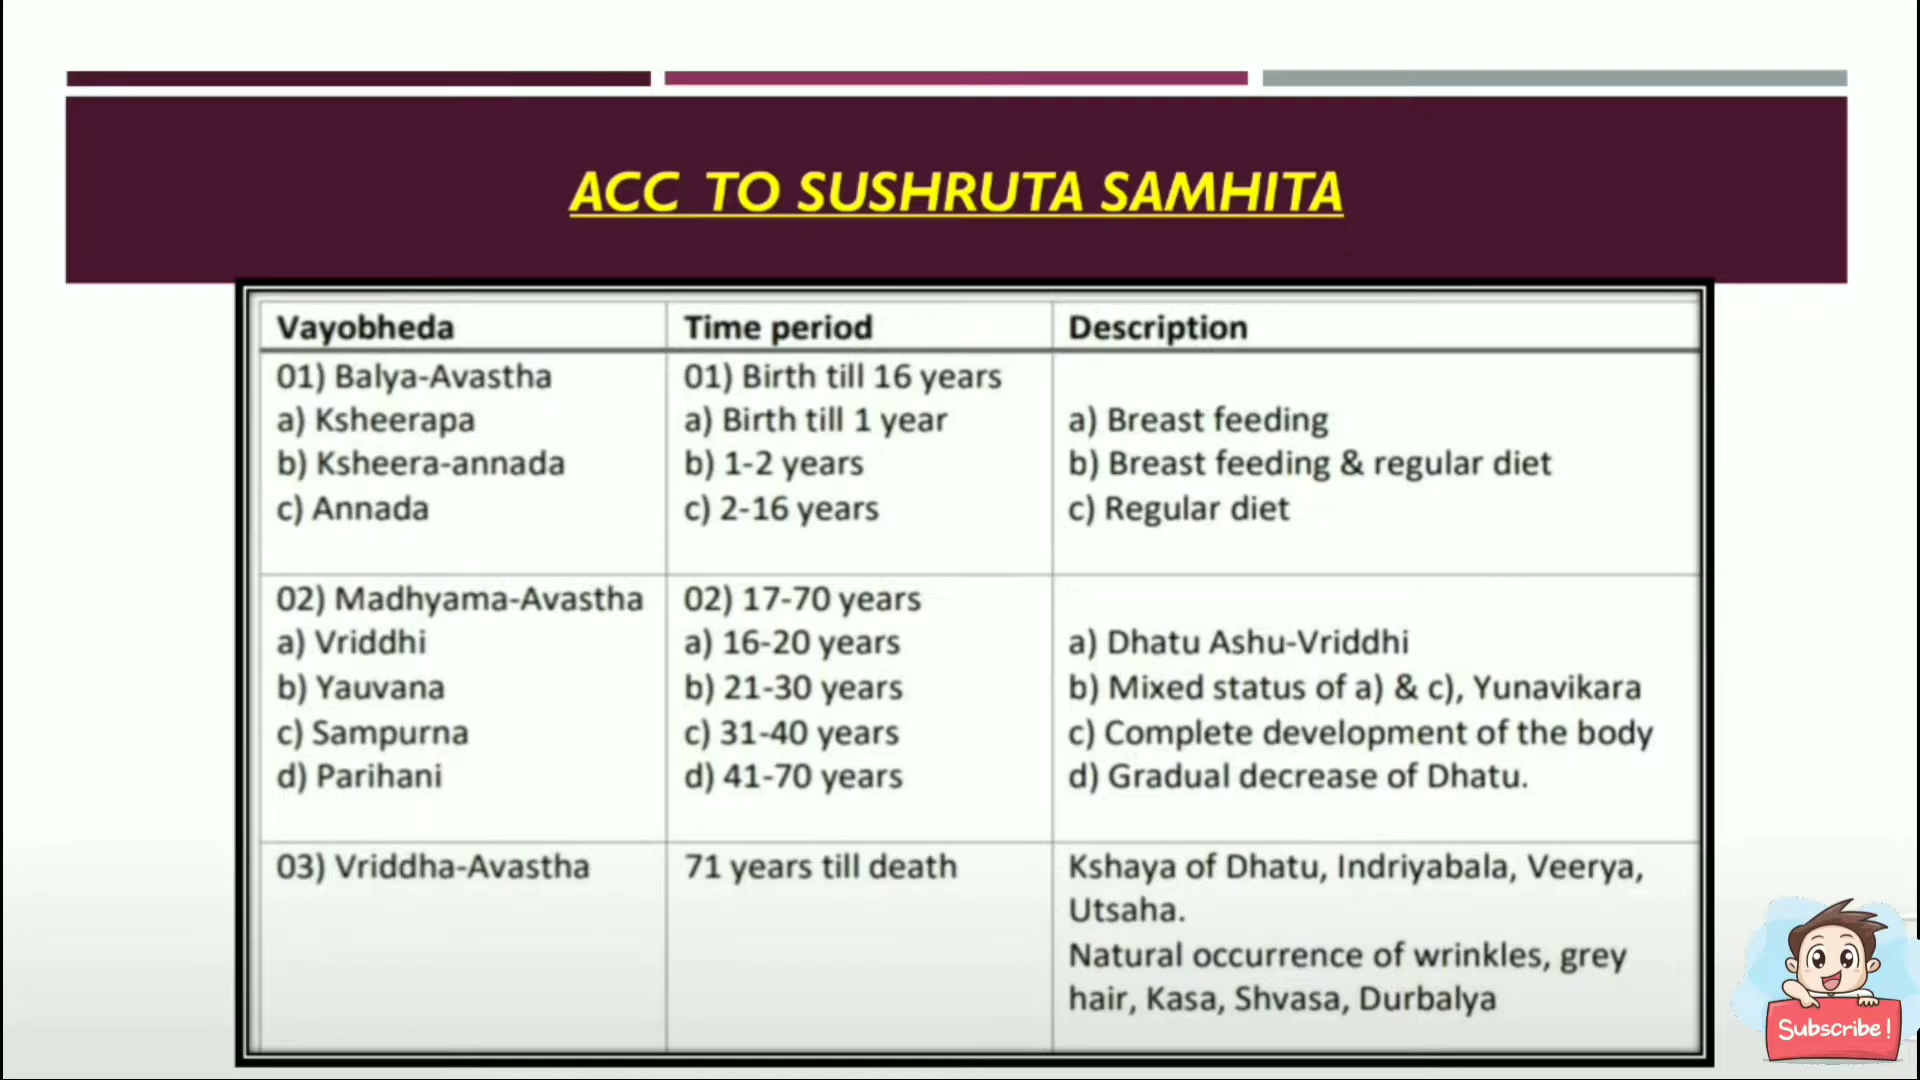 ACC TO SUSHRUTA SAMHITA
Vayobheda Time period Description
01) Balya-Avastha 01) Birth till 16 years
a) Ksheerapa a) Birth till 1 year a) Breast feeding
b) Ksheera-annada b) 1-2 years b) Breast feeding & regular diet
c) Annada c) 2-16 years c) Regular diet
02) Madhyama-Avastha 02) 17-70 years
a) Vriddhi a) 16-20 years a) Dhatu Ashu-Vriddhi
b) Yauvana b) 21-30 years b) Mixed status of a) & c), Yunavikara
c) Sampurna c) 31-40 years c) Complete development of the body
d) Parihani d) 41-70 years d) Gradual decrease of Dhatu.
03) Vriddha-Avastha 71 years till death Kshaya of Dhatu, Indriyabala, Veerya,
Utsaha.
Natural occurrence of wrinkles, grey
hair, Kasa, Shvasa, Durbalya
Subscribe!